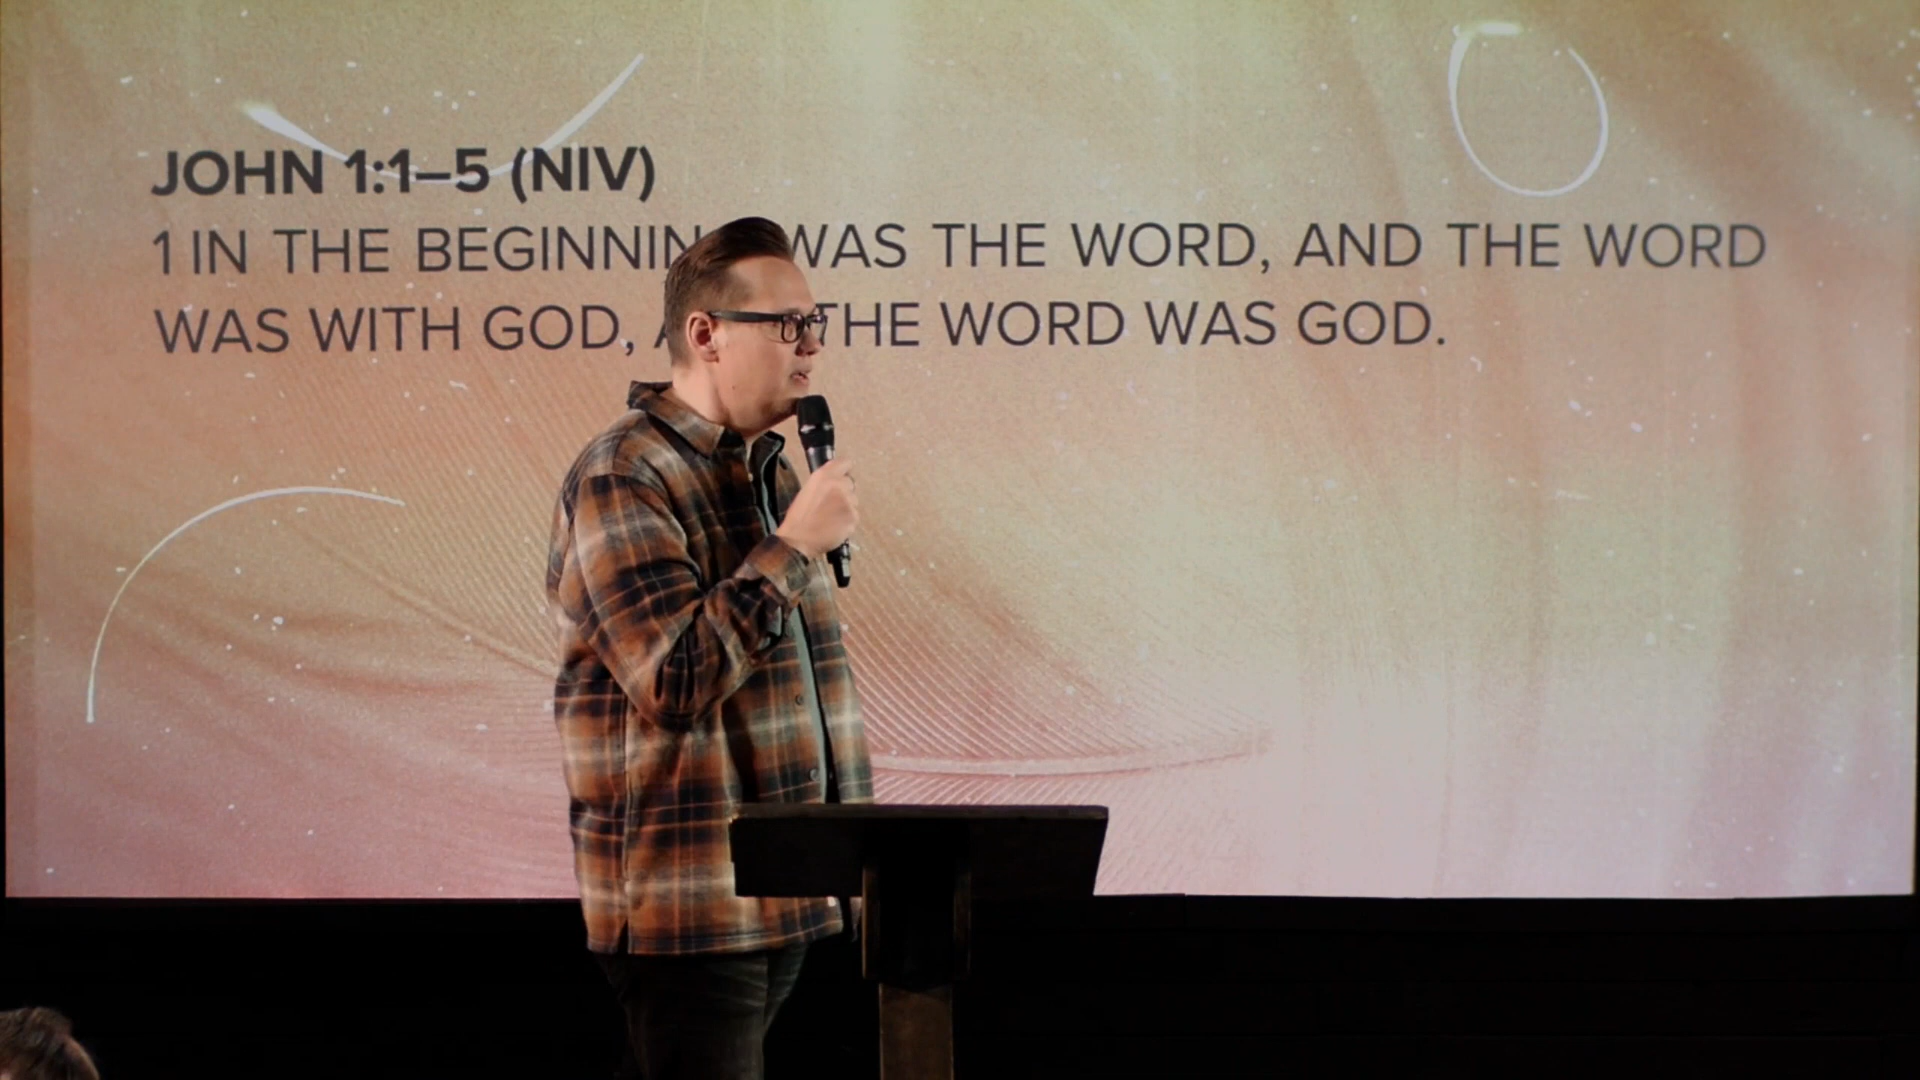 JOHN 1:1–5 (NIV)
1 IN THE BEGINNING WAS THE WORD, AND THE WORD
WAS WITH GOD, THE WORD WAS GOD.